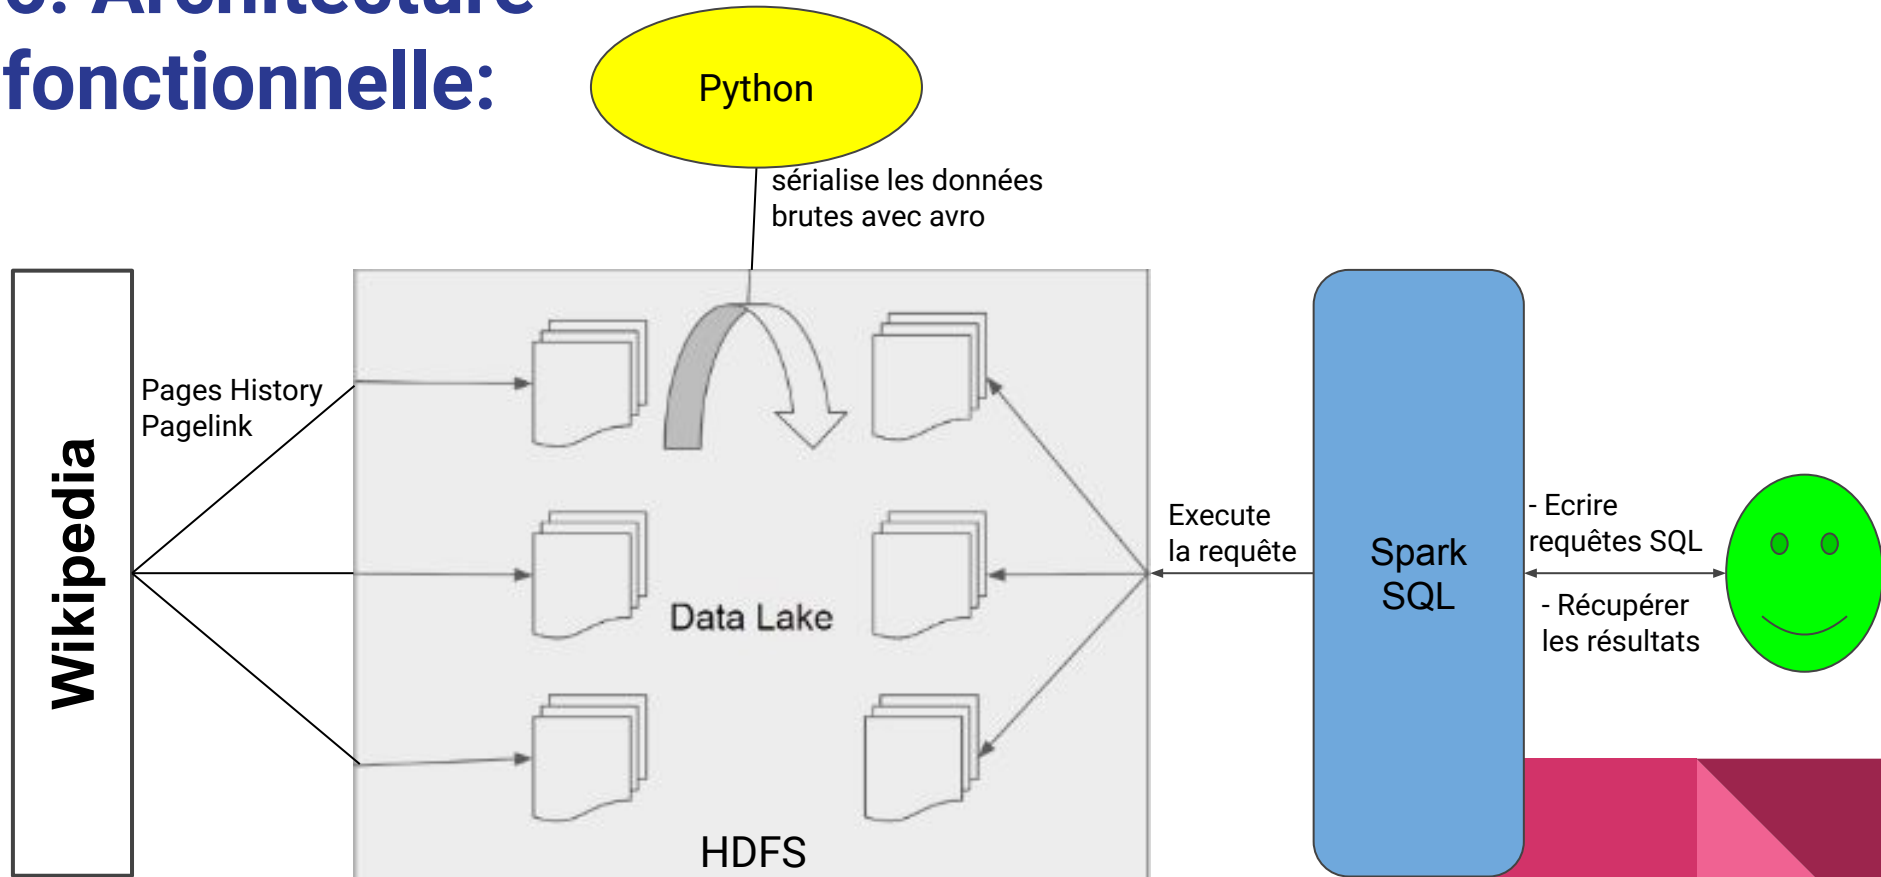 Architecture
fonctionnelle:
Python
sérialise les données
brutes avec avro
Wikipedia
Pages History
Pagelink
Data Lake
HDFS
Execute
la requête
Spark
SQL
- Ecrire
requêtes SQL
- Récupérer
les résultats